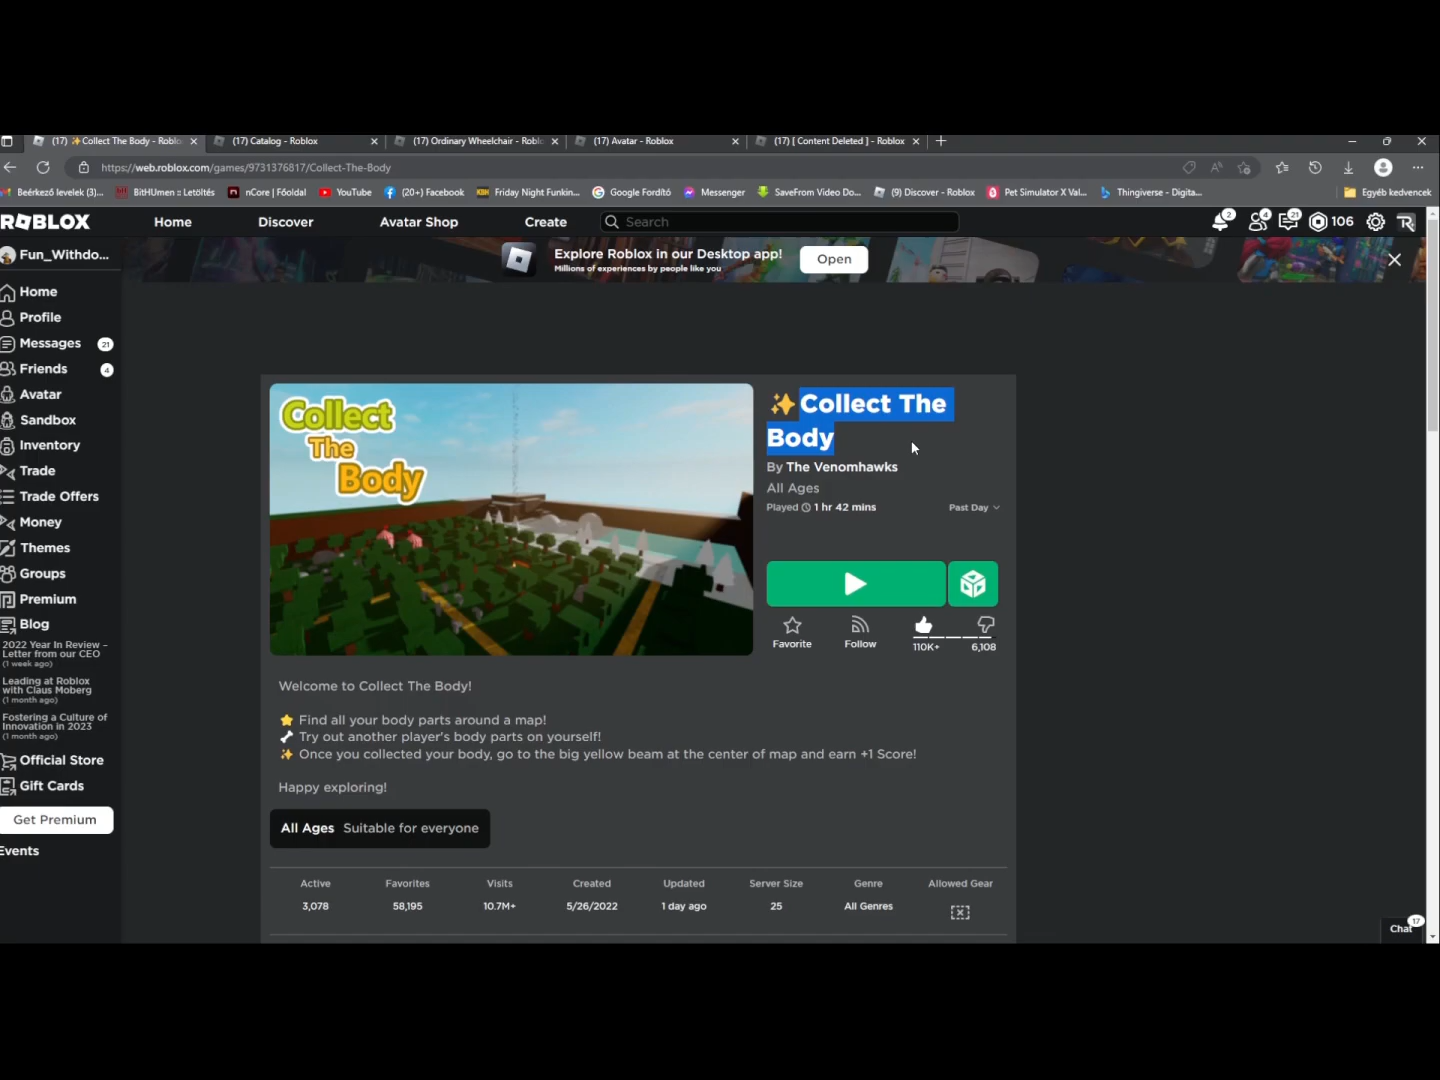 (17) ✨Collect The Body - Roblo
(17) Catalog - Roblox
(17) Ordinary Wheelchair - Roblo
(17) Avatar - Roblox
(17) [ Content Deleted ] - Roblox
https://web.roblox.com/games/9731376817/Collect-The-Body
Beérkező levelek (3)...
BitHUmen :: Letöltés
nCore | Főoldal
YouTube
(20+) Facebook
Friday Night Funkin...
Google Fordító
Messenger
SaveFrom Video Do...
(9) Discover - Roblox
Pet Simulator X Val...
Thingiverse - Digita...
Egyéb kedvencek
ROBLOX
Home
Discover
Avatar Shop
Create
Search
2
4
21
106
Fun_Withdo...
Explore Roblox in our Desktop app!
Millions of experiences by people like you
Open
Home
Profile
Messages 21
Friends 4
Avatar
Sandbox
Inventory
Trade
Trade Offers
Money
Themes
Groups
Premium
Blog
2022 Year In Review –
Letter from our CEO
(1 week ago)
Leading at Roblox
with Claus Moberg
(1 month ago)
Fostering a Culture of
Innovation in 2023
(1 month ago)
Official Store
Gift Cards
Get Premium
Events
Collect
The
Body
✨Collect The
Body
By The Venomhawks
All Ages
Played 1 hr 42 mins
Past Day
Favorite
Follow
110K+
6,108
Welcome to Collect The Body!
⭐ Find all your body parts around a map!
🦴 Try out another player's body parts on yourself!
✨ Once you collected your body, go to the big yellow beam at the center of map and earn +1 Score!
Happy exploring!
All Ages Suitable for everyone
Active Favorites Visits Created Updated Server Size Genre Allowed Gear
3,078 58,195 10.7M+ 5/26/2022 1 day ago 25 All Genres
Chat 17